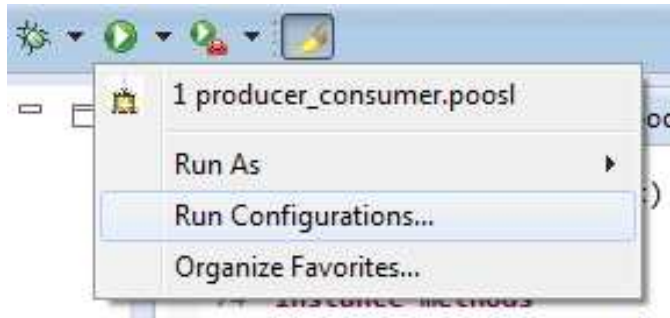 1 producer_consumer.poosl
Run As
Run Configurations...
Organize Favorites...